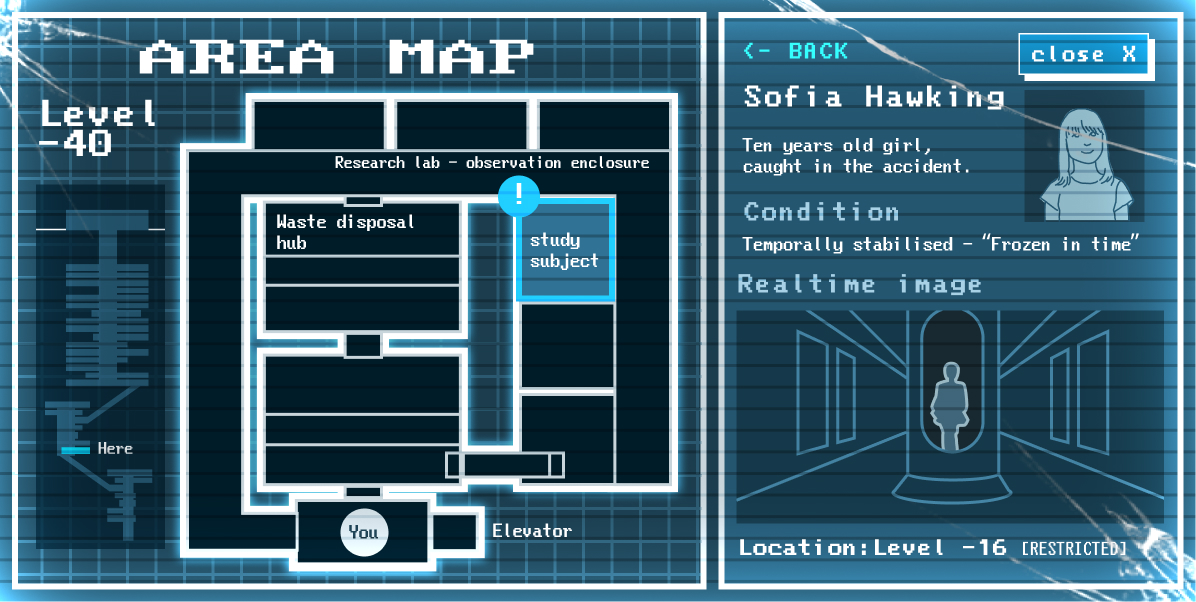 AREA MAP
Level
-40
Here
Research lab - observation enclosure
!
Waste disposal
hub
study
subject
You
Elevator
<- BACK
close X
Sofia Hawking
Ten years old girl,
caught in the accident.
Condition
Temporally stabilised - “Frozen in time”
Realtime image
Location:Level -16 [RESTRICTED]